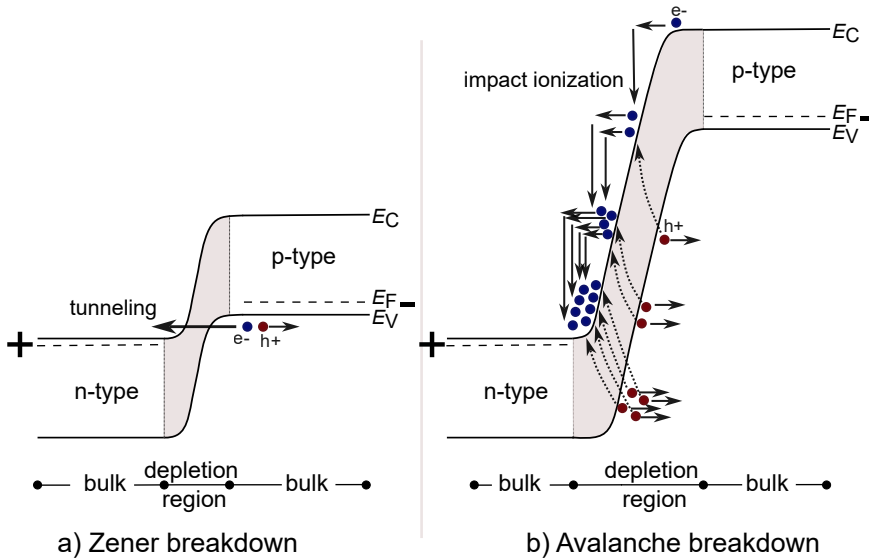 E_C
p-type
tunneling
E_F
E_V
e- h+
+
n-type
bulk depletion region bulk
a) Zener breakdown
e-
E_C
impact ionization
p-type
E_F
E_V
h+
+
n-type
bulk depletion region bulk
b) Avalanche breakdown